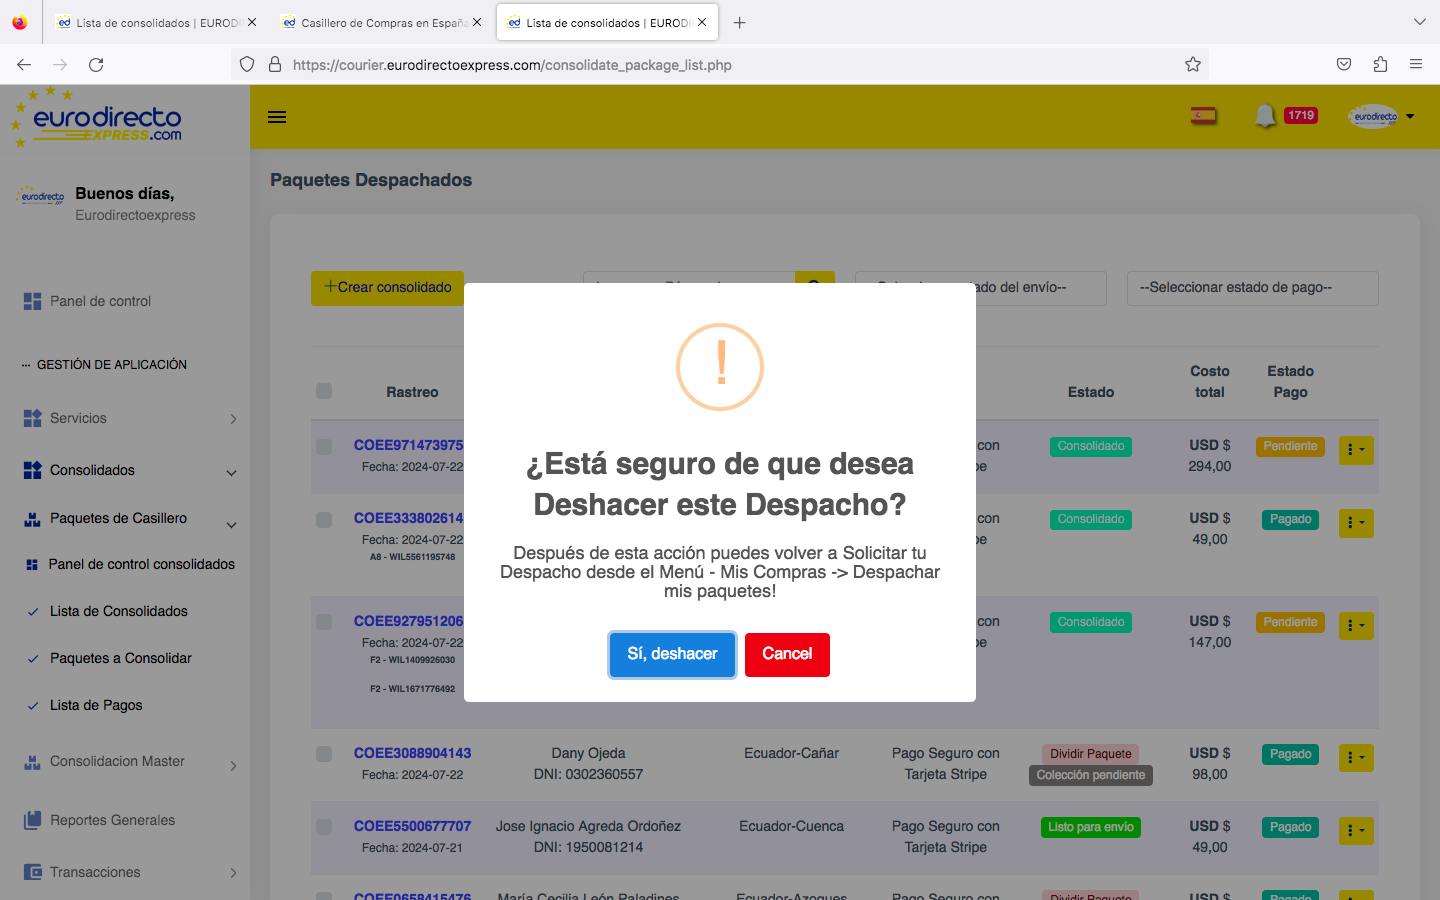 Lista de consolidados | EURODI
Casillero de Compras en España
Lista de consolidados | EUROD
https://courier.eurodirectoexpress.com/consolidate_package_list.php
eurodirecto
EXPRESS.com
1719
eurodirecto
eurodirecto
Buenos días,
Eurodirectoexpress
Panel de control
GESTIÓN DE APLICACIÓN
Servicios
Consolidados
Paquetes de Casillero
Panel de control consolidados
Lista de Consolidados
Paquetes a Consolidar
Lista de Pagos
Consolidacion Master
Reportes Generales
Transacciones
Paquetes Despachados
Crear consolidado
ado del envío--
--Seleccionar estado de pago--
Rastreo
Estado
Costo total
Estado Pago
COEE971473975
Fecha: 2024-07-22
con
Consolidado
USD $
294,00
Pendiente
COEE333802614
Fecha: 2024-07-22
A8 - WIL5561195748
con
Consolidado
USD $
49,00
Pagado
COEE927951206
Fecha: 2024-07-22
F2 - WIL1409926030
F2 - WIL1671776492
con
Consolidado
USD $
147,00
Pendiente
¿Está seguro de que desea
Deshacer este Despacho?
Después de esta acción puedes volver a Solicitar tu
Despacho desde el Menú - Mis Compras -> Despachar
mis paquetes!
Sí, deshacer
Cancel
COEE3088904143
Fecha: 2024-07-22
Dany Ojeda
DNI: 0302360557
Ecuador-Cañar
Pago Seguro con
Tarjeta Stripe
Dividir Paquete
Colección pendiente
USD $
98,00
Pagado
COEE5500677707
Fecha: 2024-07-21
Jose Ignacio Agreda Ordoñez
DNI: 1950081214
Ecuador-Cuenca
Pago Seguro con
Tarjeta Stripe
Listo para envío
USD $
49,00
Pagado
COEE0658415476
María Cecilia León Paladines
Ecuador-Azogues
Pago Seguro con
Dividir Paquete
USD $
Pagado